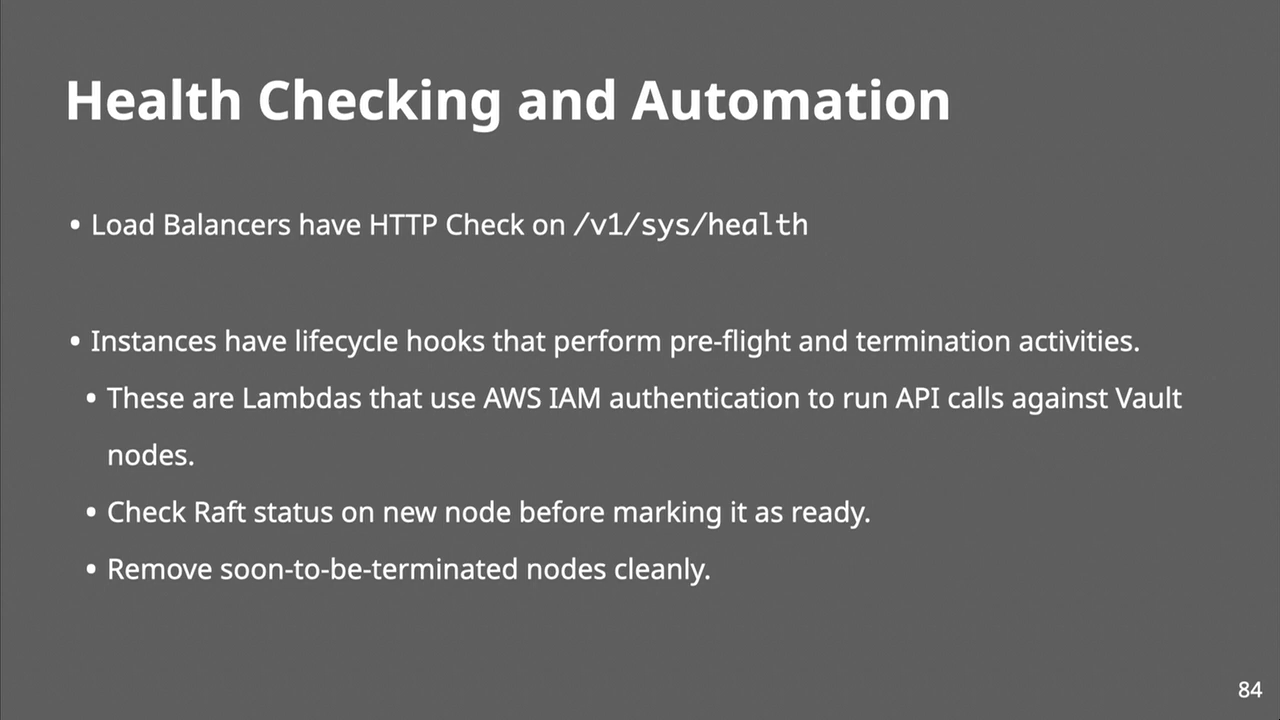 Health Checking and Automation
• Load Balancers have HTTP Check on /v1/sys/health
• Instances have lifecycle hooks that perform pre-flight and termination activities.
• These are Lambdas that use AWS IAM authentication to run API calls against Vault
nodes.
• Check Raft status on new node before marking it as ready.
• Remove soon-to-be-terminated nodes cleanly.
84